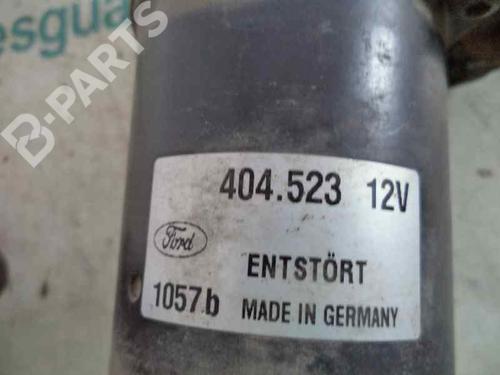 esgua
B-PARTS
404.523 12V
Ford
ENTSTÖRT
1057b MADE IN GERMANY